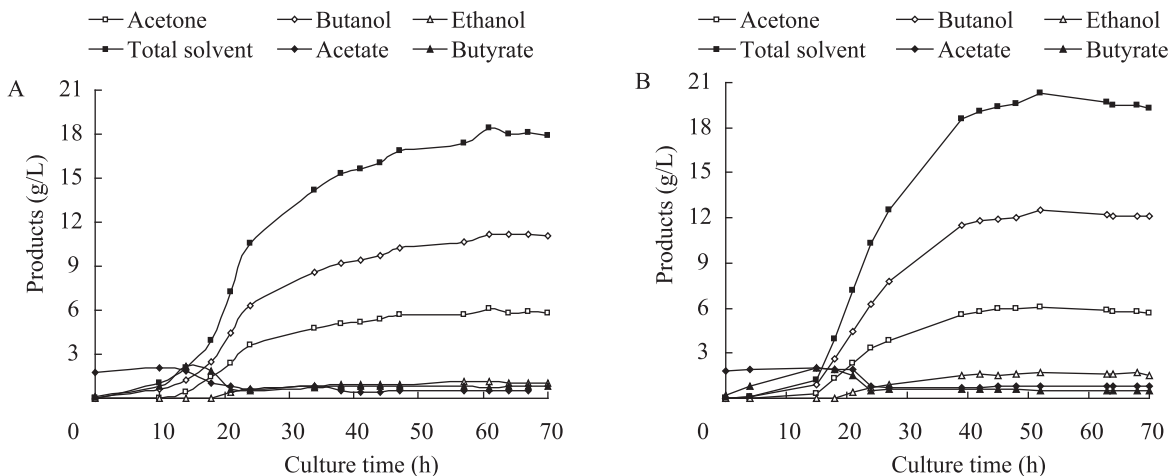 Acetone Butanol Ethanol
Total solvent Acetate Butyrate
A
Products (g/L)
21
18
15
12
9
6
3
0 10 20 30 40 50 60 70
Culture time (h)
Acetone Butanol Ethanol
Total solvent Acetate Butyrate
B
Products (g/L)
21
18
15
12
9
6
3
0 10 20 30 40 50 60 70
Culture time (h)